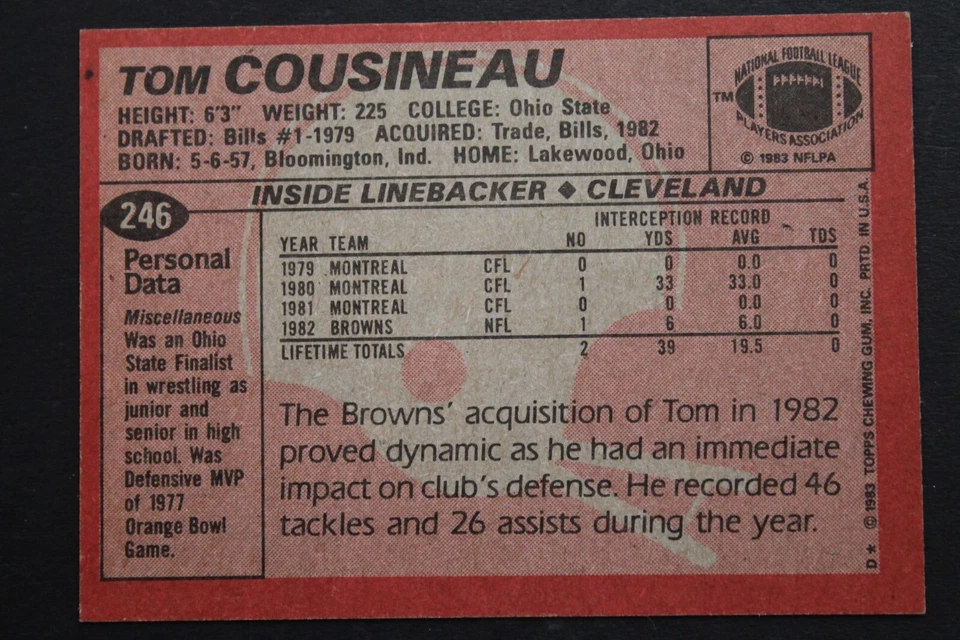 TOM COUSINEAU
HEIGHT: 6'3" WEIGHT: 225 COLLEGE: Ohio State
DRAFTED: Bills #1-1979 ACQUIRED: Trade, Bills, 1982
BORN: 5-6-57, Bloomington, Ind. HOME: Lakewood, Ohio
NATIONAL FOOTBALL LEAGUE
TM
PLAYERS ASSOCIATION
© 1983 NFLPA
INSIDE LINEBACKER ◆ CLEVELAND
246
Personal
Data
Miscellaneous
Was an Ohio
State Finalist
in wrestling as
junior and
senior in high
school. Was
Defensive MVP
of 1977
Orange Bowl
Game.
INTERCEPTION RECORD
YEAR TEAM NO YDS AVG TDS
1979 MONTREAL CFL 0 0 0.0 0
1980 MONTREAL CFL 1 33 33.0 0
1981 MONTREAL CFL 0 0 0.0 0
1982 BROWNS NFL 1 6 6.0 0
LIFETIME TOTALS 2 39 19.5 0
The Browns' acquisition of Tom in 1982
proved dynamic as he had an immediate
impact on club's defense. He recorded 46
tackles and 26 assists during the year.
D* © 1983 TOPPS CHEWING GUM, INC. PRTD. IN U.S.A.